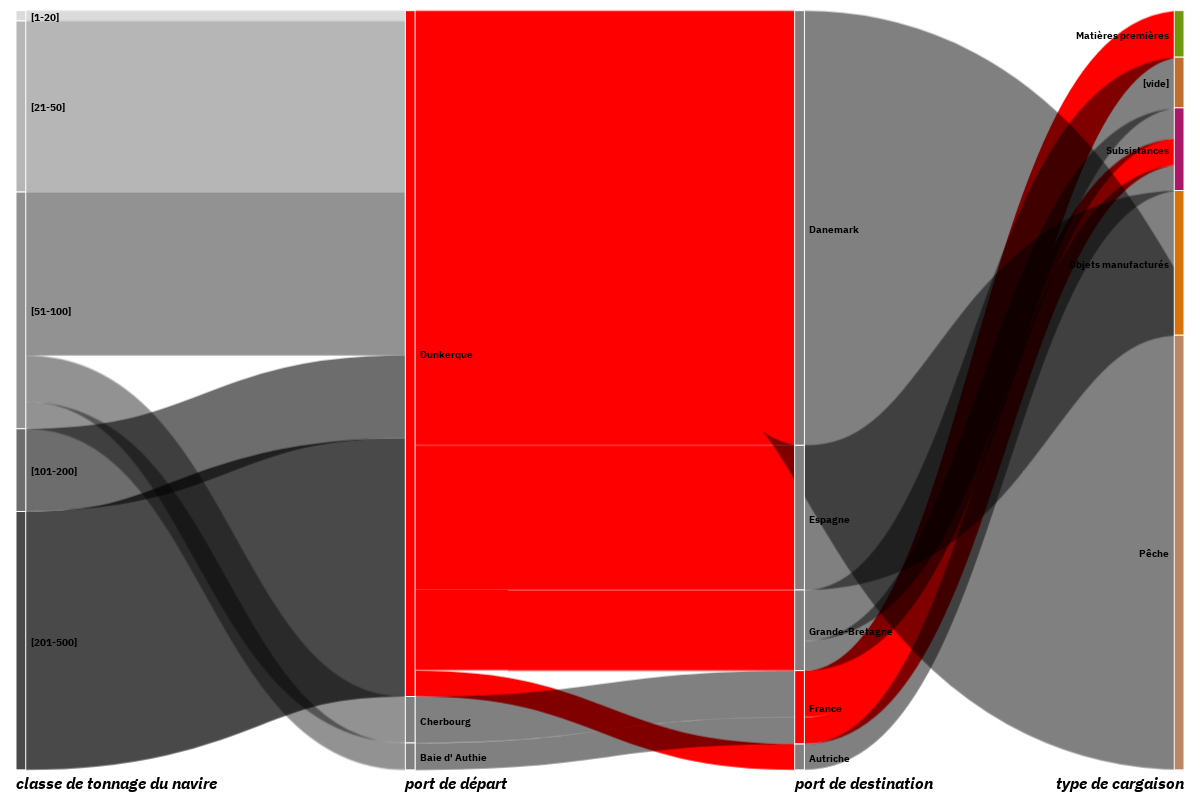 [1-20]
[21-50]
[51-100]
[101-200]
[201-500]
Dunkerque
Cherbourg
Baie d' Authie
Danemark
Espagne
Grande-Bretagne
France
Autriche
Matières premières
[vide]
Subsistances
Objets manufacturés
Pêche
classe de tonnage du navire
port de départ
port de destination
type de cargaison